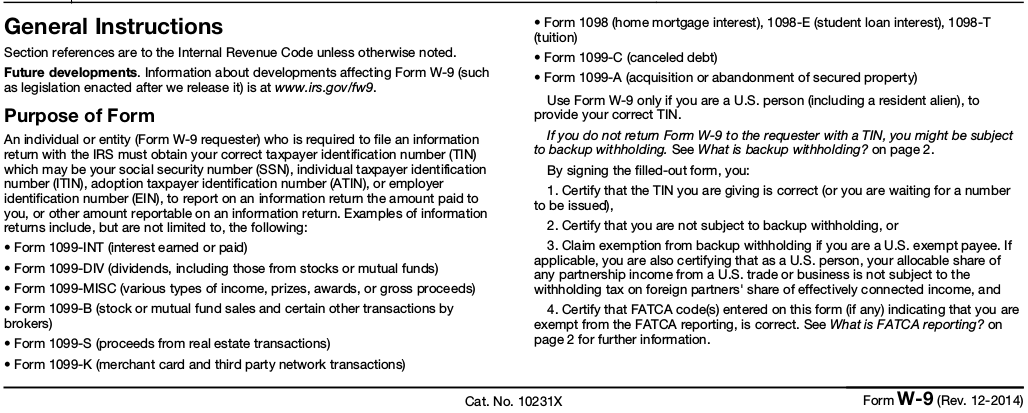 General Instructions
Section references are to the Internal Revenue Code unless otherwise noted.
Future developments. Information about developments affecting Form W-9 (such
as legislation enacted after we release it) is at www.irs.gov/fw9.
Purpose of Form
An individual or entity (Form W-9 requester) who is required to file an information
return with the IRS must obtain your correct taxpayer identification number (TIN)
which may be your social security number (SSN), individual taxpayer identification
number (ITIN), adoption taxpayer identification number (ATIN), or employer
identification number (EIN), to report on an information return the amount paid to
you, or other amount reportable on an information return. Examples of information
returns include, but are not limited to, the following:
• Form 1099-INT (interest earned or paid)
• Form 1099-DIV (dividends, including those from stocks or mutual funds)
• Form 1099-MISC (various types of income, prizes, awards, or gross proceeds)
• Form 1099-B (stock or mutual fund sales and certain other transactions by
brokers)
• Form 1099-S (proceeds from real estate transactions)
• Form 1099-K (merchant card and third party network transactions)
• Form 1098 (home mortgage interest), 1098-E (student loan interest), 1098-T
(tuition)
• Form 1099-C (canceled debt)
• Form 1099-A (acquisition or abandonment of secured property)
Use Form W-9 only if you are a U.S. person (including a resident alien), to
provide your correct TIN.
If you do not return Form W-9 to the requester with a TIN, you might be subject
to backup withholding. See What is backup withholding? on page 2.
By signing the filled-out form, you:
1. Certify that the TIN you are giving is correct (or you are waiting for a number
to be issued),
2. Certify that you are not subject to backup withholding, or
3. Claim exemption from backup withholding if you are a U.S. exempt payee. If
applicable, you are also certifying that as a U.S. person, your allocable share of
any partnership income from a U.S. trade or business is not subject to the
withholding tax on foreign partners' share of effectively connected income, and
4. Certify that FATCA code(s) entered on this form (if any) indicating that you are
exempt from the FATCA reporting, is correct. See What is FATCA reporting? on
page 2 for further information.
Cat. No. 10231X
Form W-9 (Rev. 12-2014)